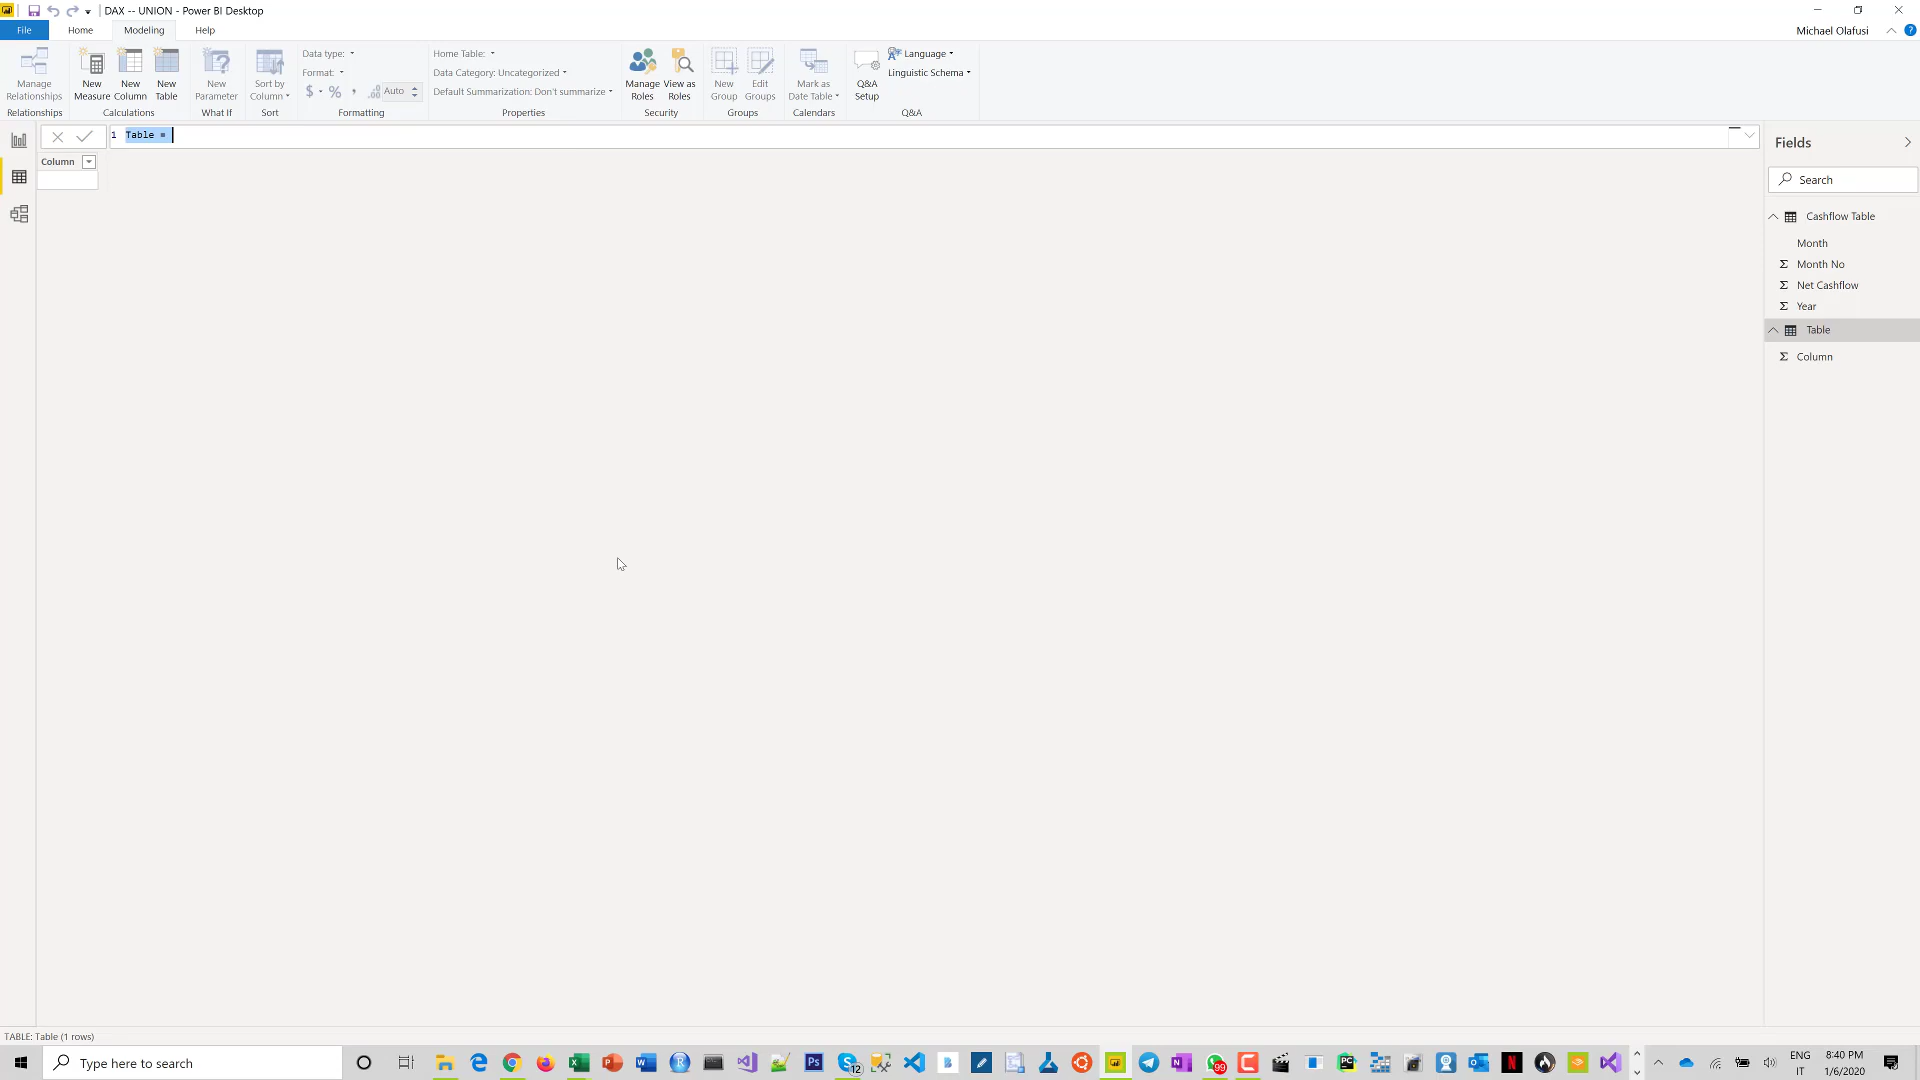 DAX -- UNION - Power BI Desktop
File
Home
Modeling
Help
Michael Olafusi
Manage
Relationships
Relationships
New
Measure
New
Column
New
Table
Calculations
New
Parameter
What If
Sort by
Column
Sort
Data type:
Format:
$
%
Auto
Formatting
Home Table:
Data Category: Uncategorized
Default Summarization: Don't summarize
Properties
Manage
Roles
View as
Roles
Security
New
Group
Edit
Groups
Groups
Mark as
Date Table
Calendars
Q&A
Setup
Language
Linguistic Schema
Q&A
1 Table =
Column
Fields
Search
Cashflow Table
Month
Σ Month No
Σ Net Cashflow
Σ Year
Table
Σ Column
TABLE: Table (1 rows)
Type here to search
12
99
ENG
IT
8:40 PM
1/6/2020